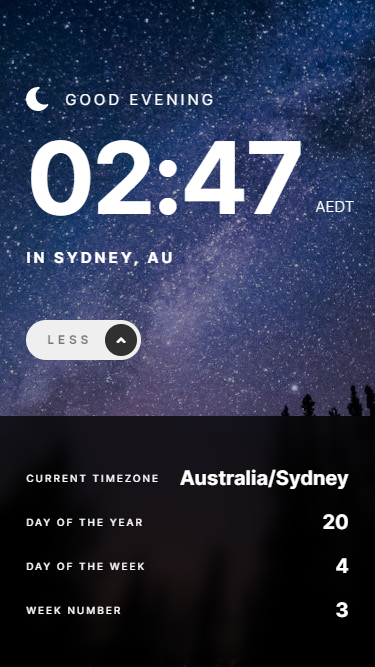 GOOD EVENING
02:47 AEDT
IN SYDNEY, AU
LESS
CURRENT TIMEZONE Australia/Sydney
DAY OF THE YEAR 20
DAY OF THE WEEK 4
WEEK NUMBER 3